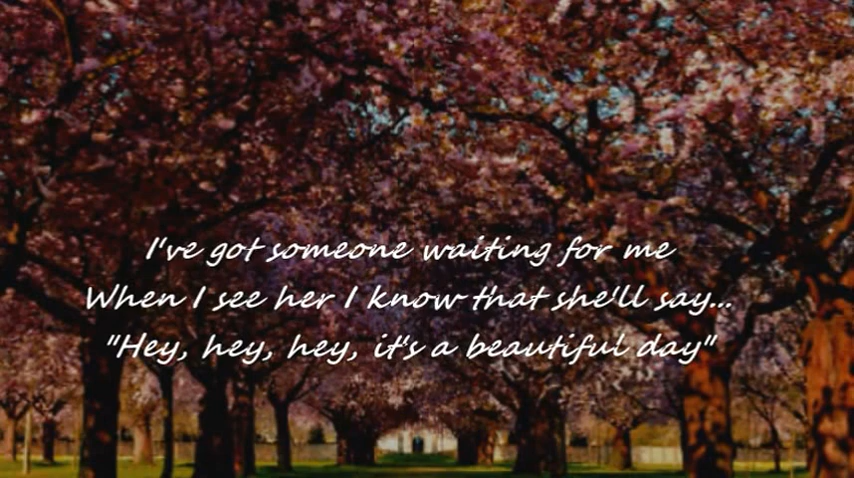 I've got someone waiting for me
When I see her I know that she'll say...
"Hey, hey, hey, it's a beautiful day"